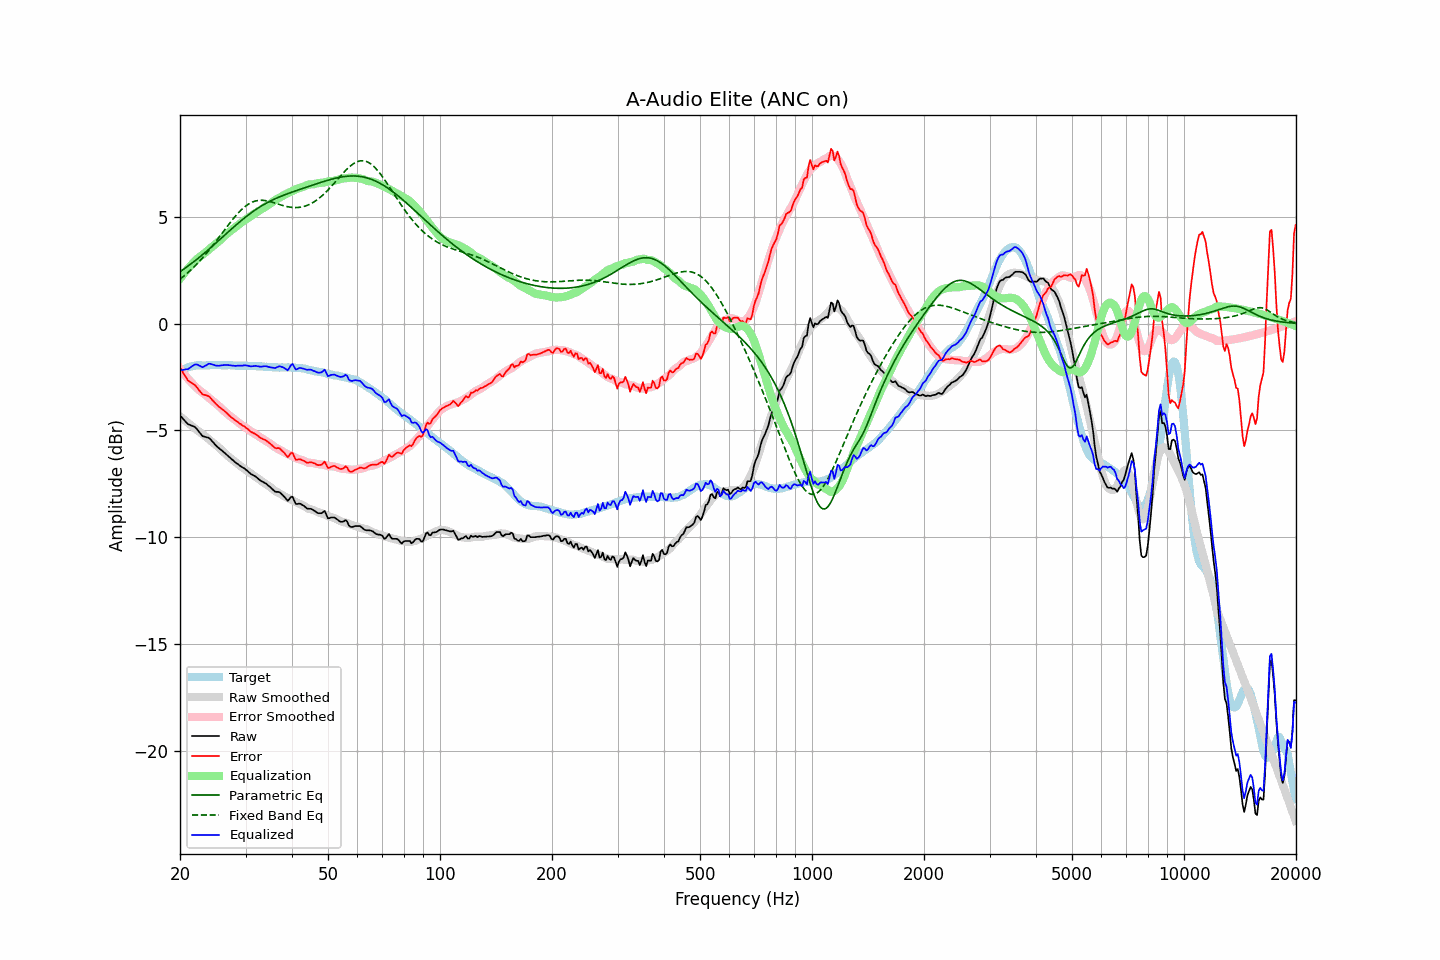 A-Audio Elite (ANC on)
Amplitude (dBr)
5
0
−5
−10
−15
−20
Target
Raw Smoothed
Error Smoothed
Raw
Error
Equalization
Parametric Eq
Fixed Band Eq
Equalized
20 50 100 200 500 1000 2000 5000 10000 20000
Frequency (Hz)